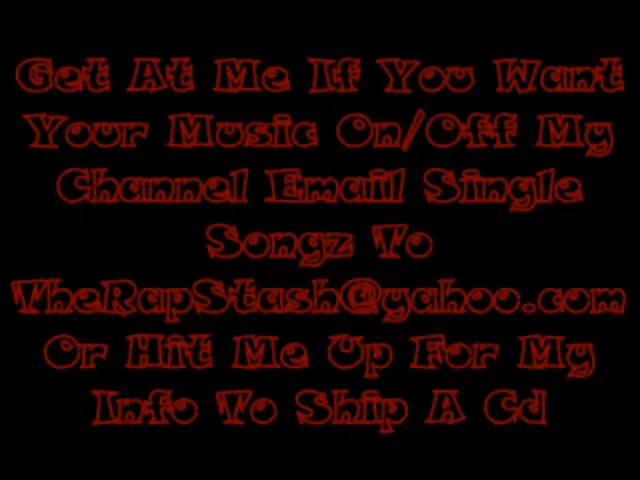 Get At Me If You Want
Your Music On/Off My
Channel Email Single
Songz To
TheRapStash@yahoo.com
Or Hit Me Up For My
Info To Ship A Cd